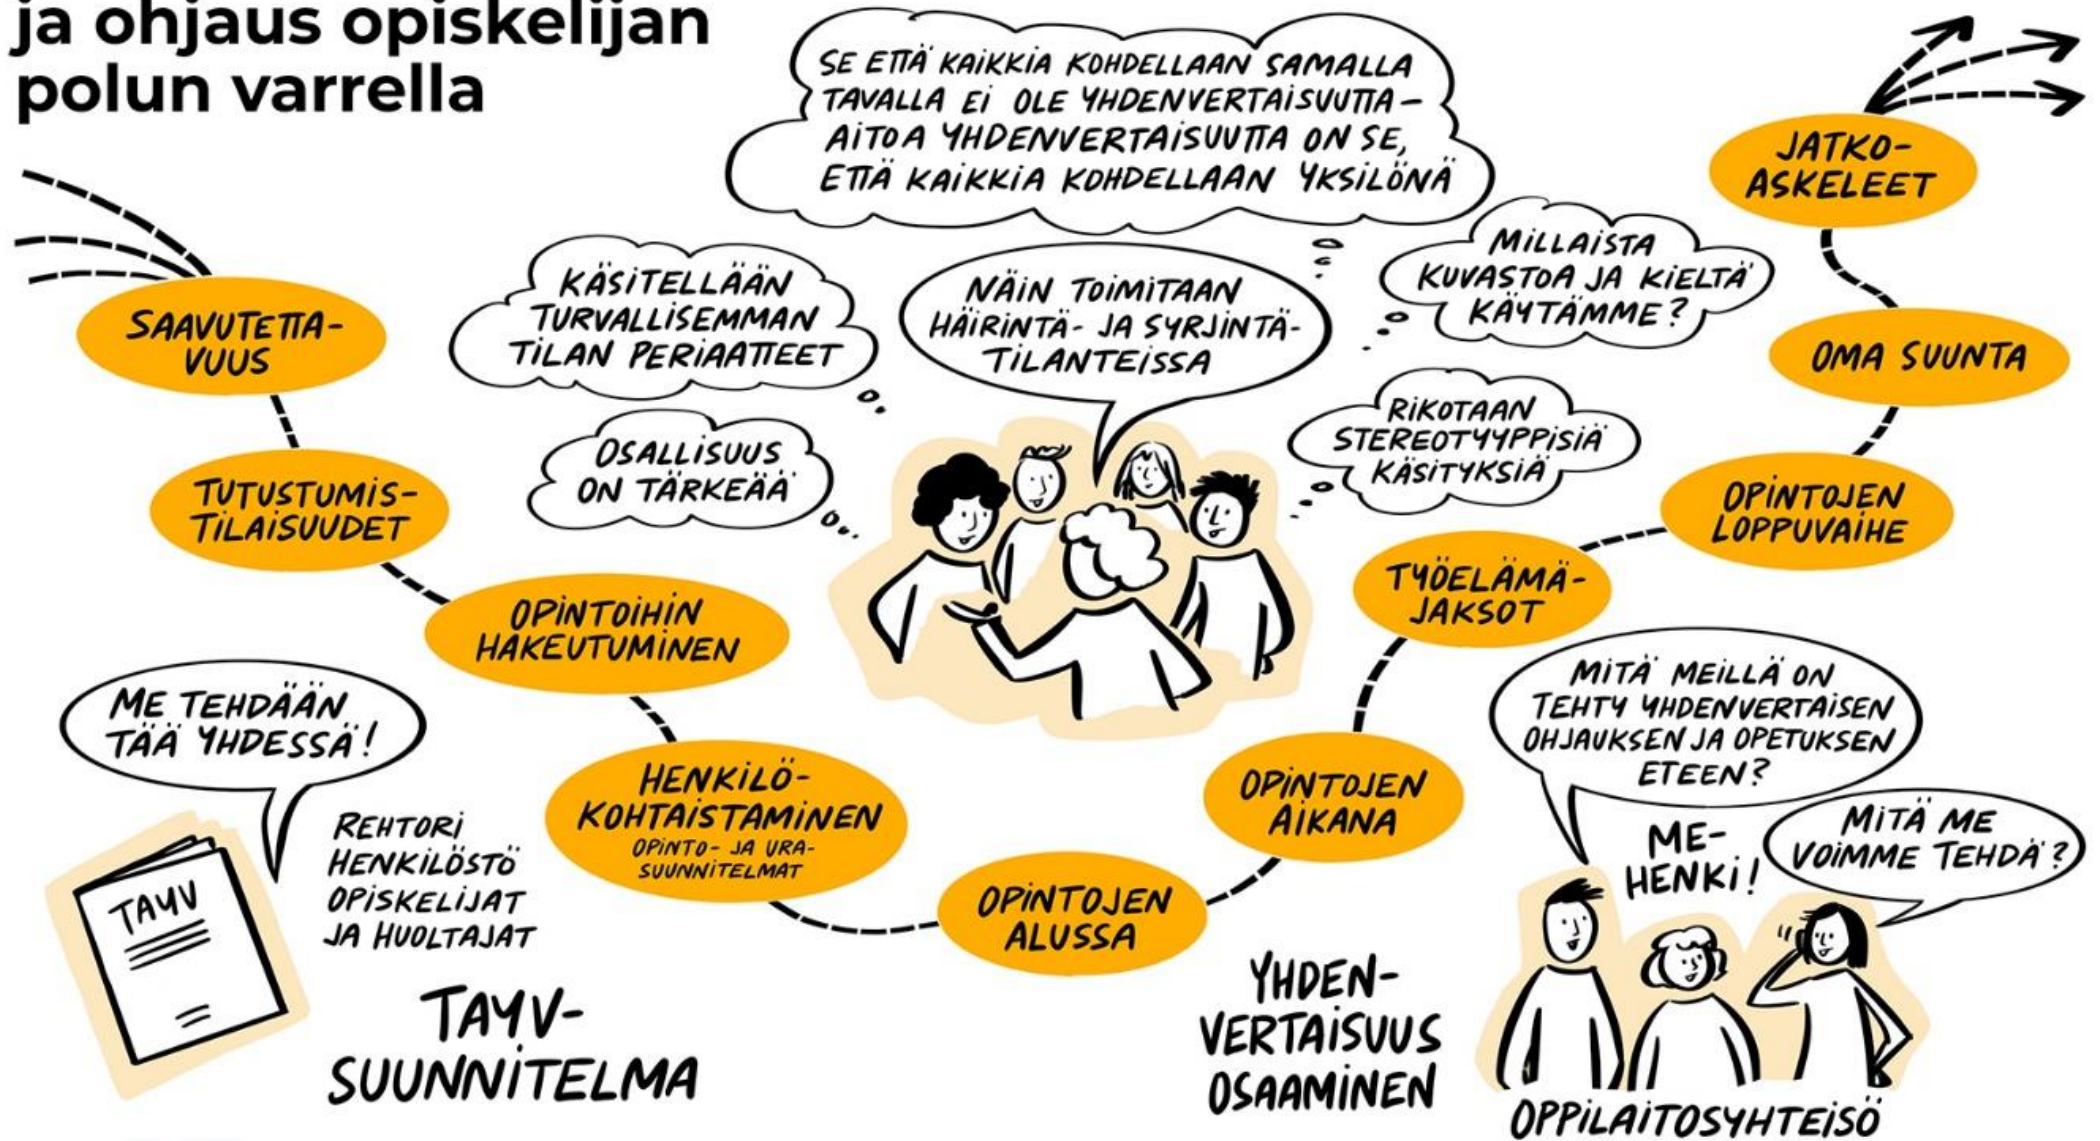 ja ohjaus opiskelijan
polun varrella
SE ETTÄ KAIKKIA KOHDELLAAN SAMALLA
TAVALLA EI OLE YHDENVERTAISUUTTA –
AITOA YHDENVERTAISUUTTA ON SE,
ETTÄ KAIKKIA KOHDELLAAN YKSILÖNÄ
KÄSITELLÄÄN
TURVALLISEMMAN
TILAN PERIAATTEET
NÄIN TOIMITAAN
HÄIRINTÄ- JA SYRJINTÄ-
TILANTEISSA
MILLAISTA
KUVASTOA JA KIELTÄ
KÄYTÄMME?
OSALLISUUS
ON TÄRKEÄÄ
RIKOTAAN
STEREOTYYPPISIÄ
KÄSITYKSIÄ
SAAVUTETTA-
VUUS
TUTUSTUMIS-
TILAISUUDET
OPINTOIHIN
HAKEUTUMINEN
HENKILÖ-
KOHTAISTAMINEN
OPINTO- JA URA-
SUUNNITELMAT
OPINTOJEN
ALUSSA
OPINTOJEN
AIKANA
TYÖELÄMÄ-
JAKSOT
OPINTOJEN
LOPPUVAIHE
OMA SUUNTA
JATKO-
ASKELEET
ME TEHDÄÄN
TÄÄ YHDESSÄ!
TAYV
REHTORI
HENKILÖSTÖ
OPISKELIJAT
JA HUOLTAJAT
TAYV-
SUUNNITELMA
YHDEN-
VERTAISUUS
OSAAMINEN
MITÄ MEILLÄ ON
TEHTY YHDENVERTAISEN
OHJAUKSEN JA OPETUKSEN
ETEEN?
ME-
HENKI!
MITÄ ME
VOIMME TEHDÄ?
OPPILAITOSYHTEISÖ